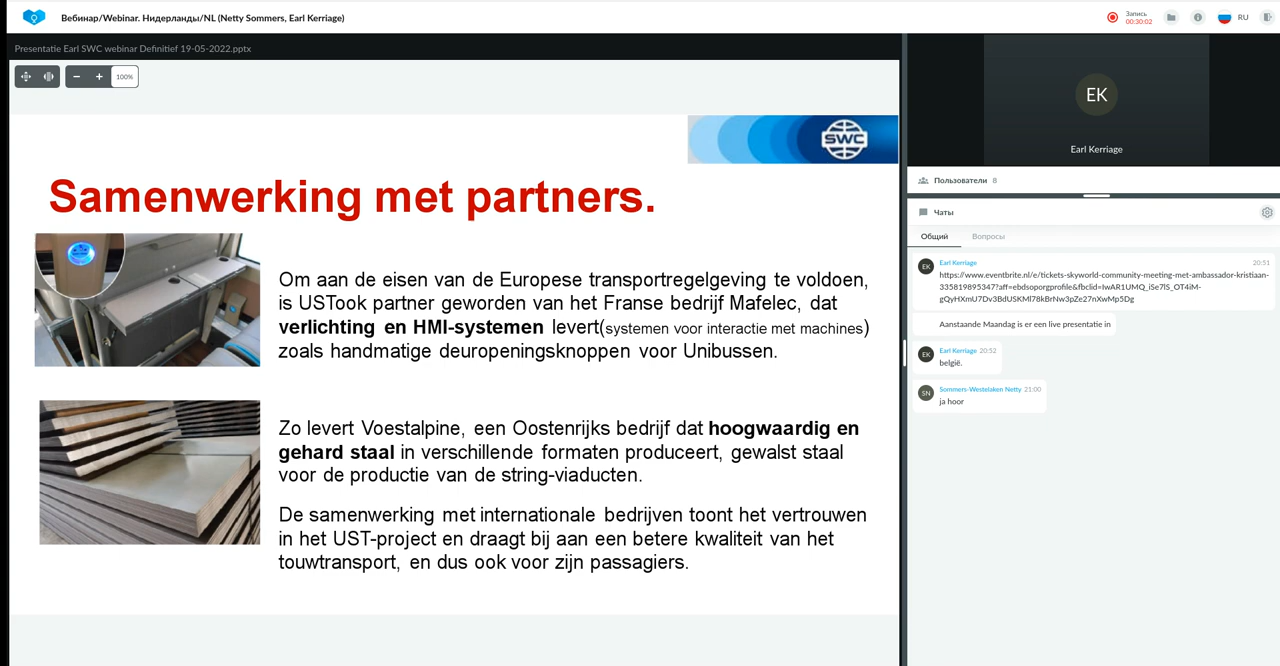 Вебинар/Webinar. Нидерланды/NL (Netty Sommers, Earl Kerriage)
Запись
00:30:02
RU
Presentatie Earl SWC webinar Definitief 19-05-2022.pptx
100%
SWC
Samenwerking met partners.
Om aan de eisen van de Europese transportregelgeving te voldoen,
is USTook partner geworden van het Franse bedrijf Mafelec, dat
verlichting en HMI-systemen levert(systemen voor interactie met machines)
zoals handmatige deuropeningsknoppen voor Unibussen.
Zo levert Voestalpine, een Oostenrijks bedrijf dat hoogwaardig en
gehard staal in verschillende formaten produceert, gewalst staal
voor de productie van de string-viaducten.
De samenwerking met internationale bedrijven toont het vertrouwen
in het UST-project en draagt bij aan een betere kwaliteit van het
touwtransport, en dus ook voor zijn passagiers.
EK
Earl Kerriage
Пользователи 8
Чаты
Общий Вопросы
EK Earl Kerriage 20:51
https://www.eventbrite.nl/e/tickets-skyworld-community-meeting-met-ambassador-kristiaan-
335819895347?aff=ebdsoporgprofile&fbclid=IwAR1UMQ_iSe7lS_OT4iM-
gQyHXmU7Dv3BdUSKMl78kBrNw3pZe27nXwMp5Dg
Aanstaande Maandag is er een live presentatie in
EK Earl Kerriage 20:52
belgië.
SN Sommers-Westelaken Netty 21:00
ja hoor